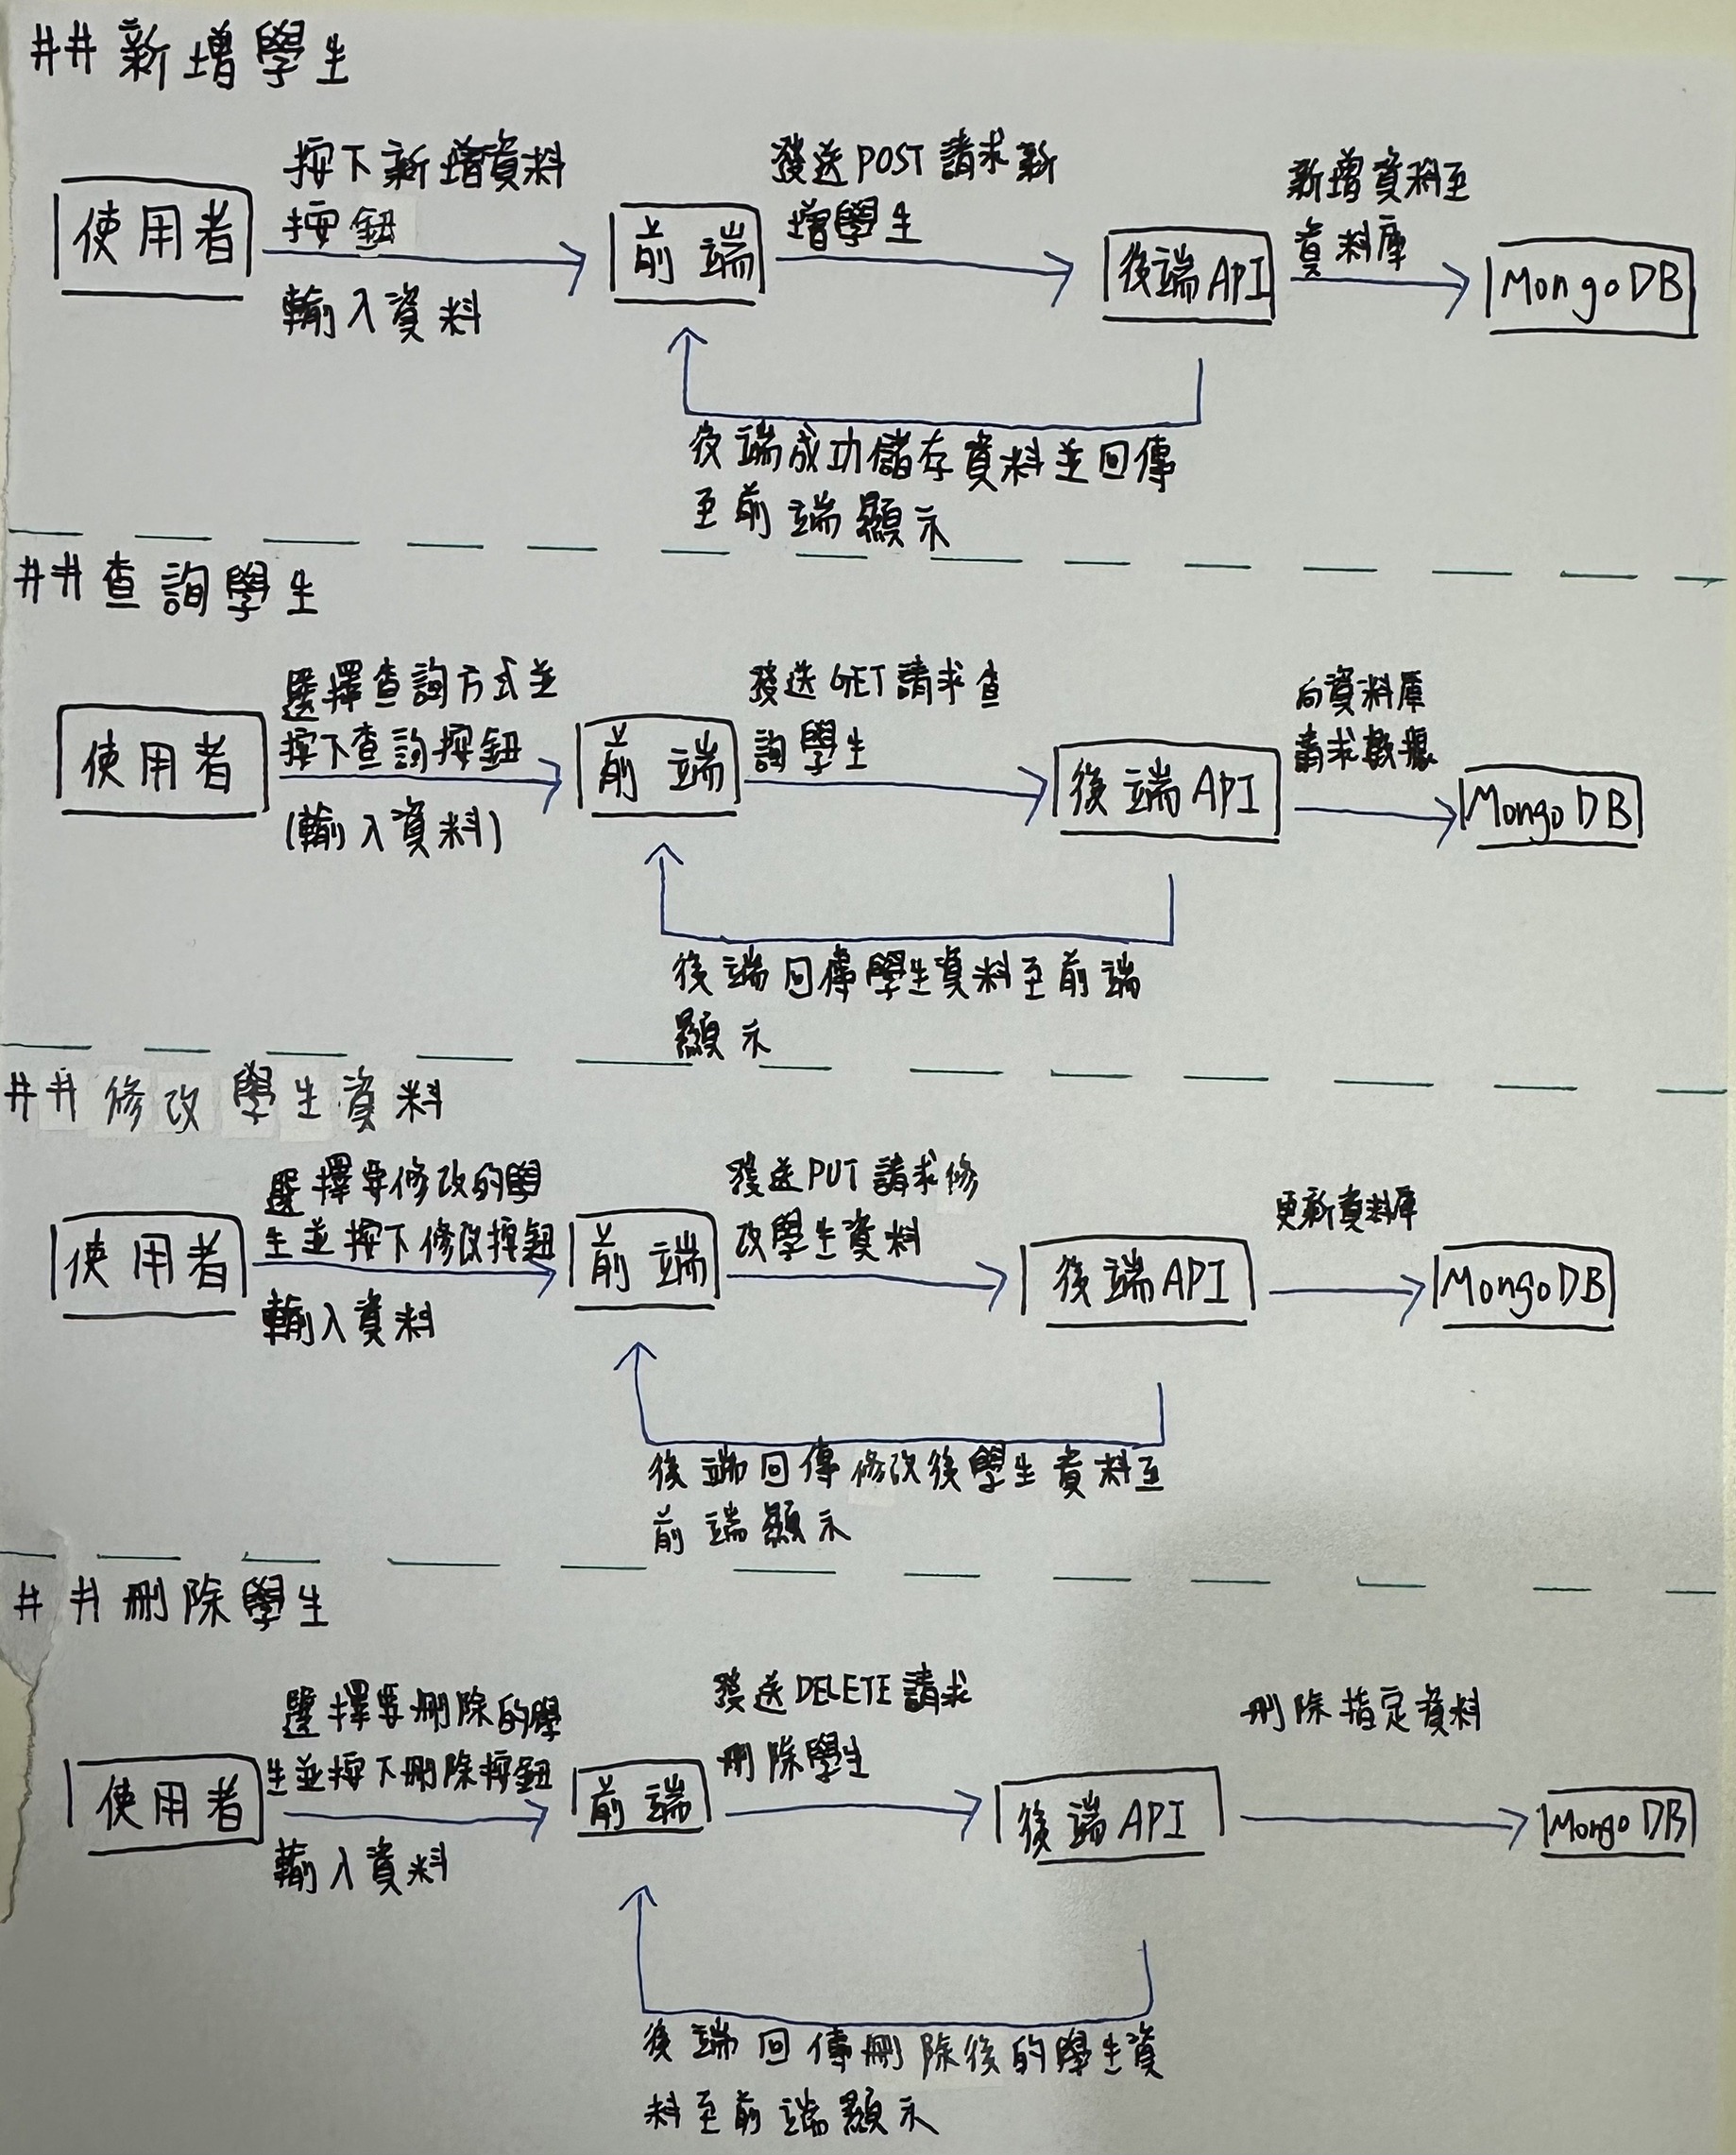 ##新增學生
按下新增資料
按鈕
輸入資料
使用者
前端
發送POST請求新
增學生
後端API
新增資料至
資料庫
MongoDB
後端成功儲存資料並回傳
至前端顯示
##查詢學生
選擇查詢方式並
按下查詢按鈕
(輸入資料)
使用者
前端
發送GET請求查
詢學生
後端API
向資料庫
請求數據
MongoDB
後端回傳學生資料至前端
顯示
##修改學生資料
選擇要修改的學
生並按下修改按鈕
輸入資料
使用者
前端
發送PUT請求修
改學生資料
後端API
更新資料庫
MongoDB
後端回傳修改後學生資料至
前端顯示
##刪除學生
選擇要刪除的學
生並按下刪除按鈕
輸入資料
使用者
前端
發送DELETE請求
刪除學生
後端API
刪除指定資料
MongoDB
後端回傳刪除後的學生資
料至前端顯示